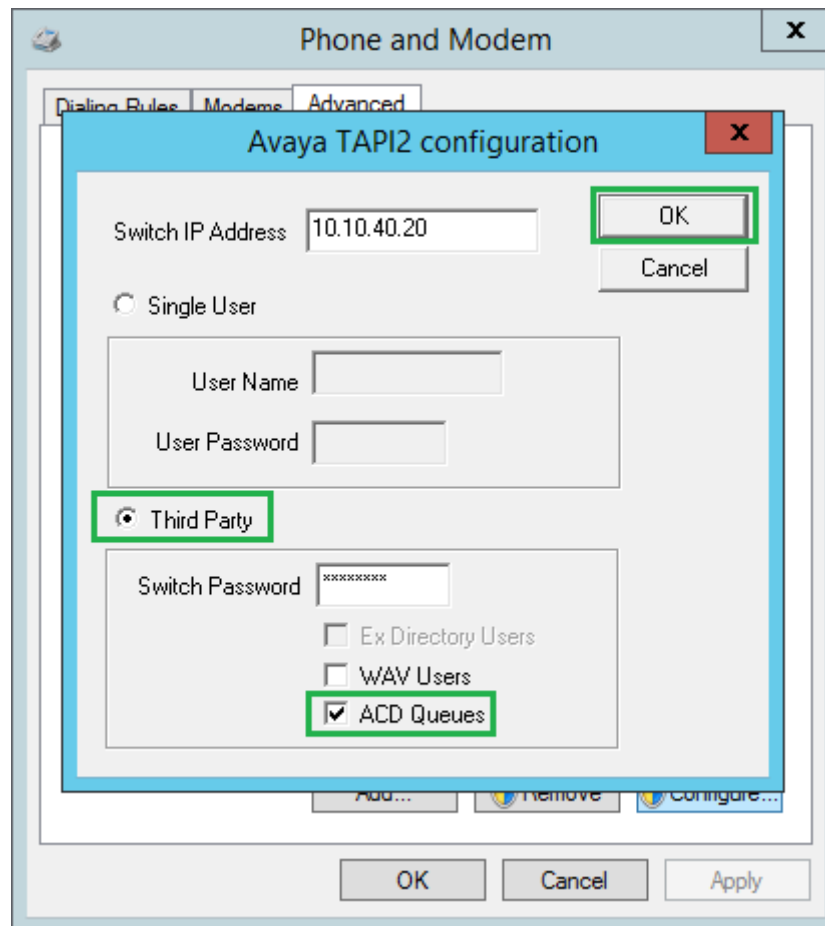 Phone and Modem
x
Dialing Rules Modems Advanced
Avaya TAPI2 configuration
x
Switch IP Address 10.10.40.20
OK
Cancel
Single User
User Name
User Password
Third Party
Switch Password xxxxxxxx
Ex Directory Users
WAV Users
ACD Queues
Add... Remove Configure...
OK Cancel Apply